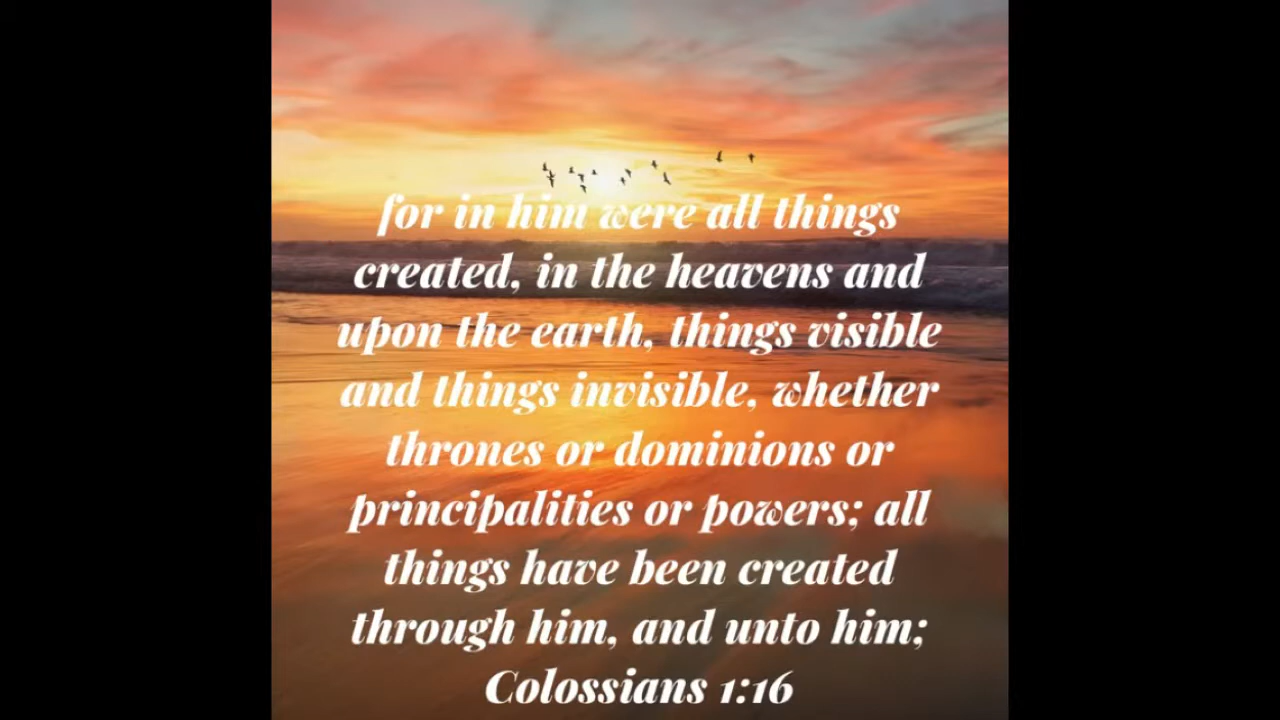 for in him were all things
created, in the heavens and
upon the earth, things visible
and things invisible, whether
thrones or dominions or
principalities or powers; all
things have been created
through him, and unto him;
Colossians 1:16